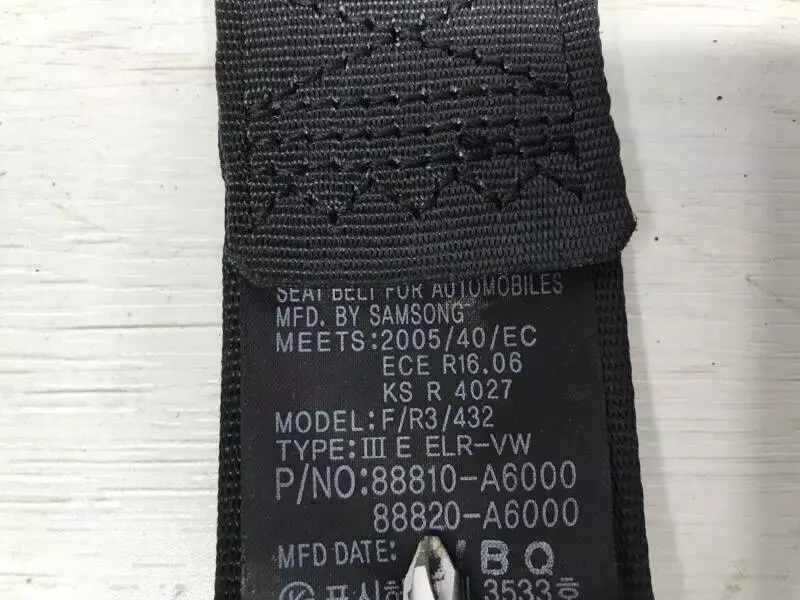 SEAT BELT FOR AUTOMOBILES
MFD. BY SAMSONG
MEETS:2005/40/EC
ECE R16.06
KS R 4027
MODEL:F/R3/432
TYPE:Ⅲ E ELR-VW
P/NO:88810-A6000
88820-A6000
MFD DATE: B Q
3533